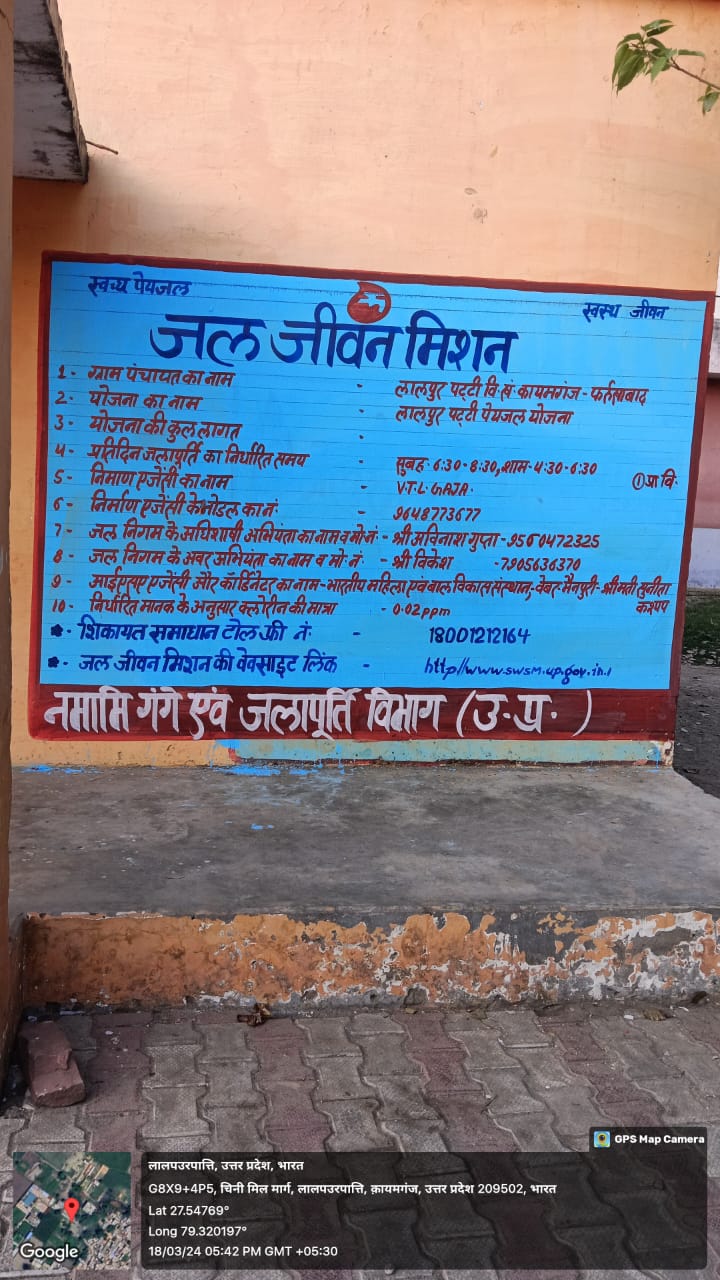 स्वच्छ पेयजल
स्वस्थ जीवन
जल जीवन मिशन
1- ग्राम पंचायत का नाम - लालपुर पट्टी वि.खं. कायमगंज - फर्रुखाबाद
2- योजना का नाम - लालपुर पट्टी पेयजल योजना
3- योजना की कुल लागत -
4- प्रतिदिन जलापूर्ति का निर्धारित समय - सुबह- 6:30-8:30, शाम- 4:30-6:30
5- निमाण एजेंसी का नाम - V.T.L. GAJA.
6- निर्माण एजेंसी के मोडल का नं. - 9648773677
7- जल निगम के अधिशाषी अभियंता का नाम व मो.नं. - श्री अविनाश गुप्ता - 9560472325
8- जल निगम के अवर अभियंता का नाम व मो. नं. - श्री विकेश - 7905636370
9- आईएसए एजेंसी और कॉर्डिनेटर का नाम - भारतीय महिला एवं बाल विकास संस्थान,- वेवर- मैनपुरी- श्रीमती सुनीता
कश्यप
10- निर्धारित मानक के अनुसार क्लोरीन की मात्रा - 0.02 ppm
- शिकायत समाधान टोल फ्री नं. - 18001212164
- जल जीवन मिशन की वेवसाइट लिंक - http//www.swsm.up.gov.in.
नमामि गंगे एवं जलापूर्ति विभाग (उ.प्र.)
GPS Map Camera
लालपउरपात्ति, उत्तर प्रदेश, भारत
G8X9+4P5, चिनी मिल मार्ग, लालपउरपात्ति, क़ायमगंज, उत्तर प्रदेश 209502, भारत
Lat 27.54769°
Long 79.320197°
18/03/24 05:42 PM GMT +05:30
Google